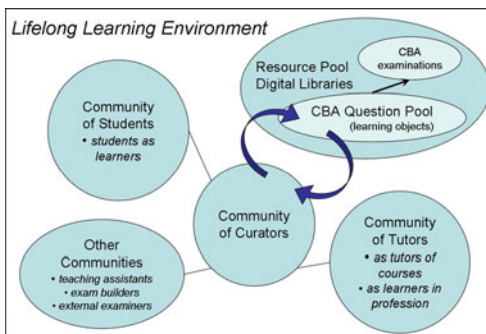 Lifelong Learning Environment
CBA
examinations
Resource Pool
Digital Libraries
CBA Question Pool
(learning objects)
Community
of Students
• students as
learners
Community
of Curators
Other
Communities
• teaching assistants
• exam builders
• external examiners
Community
of Tutors
• as tutors of
courses
• as learners in
profession